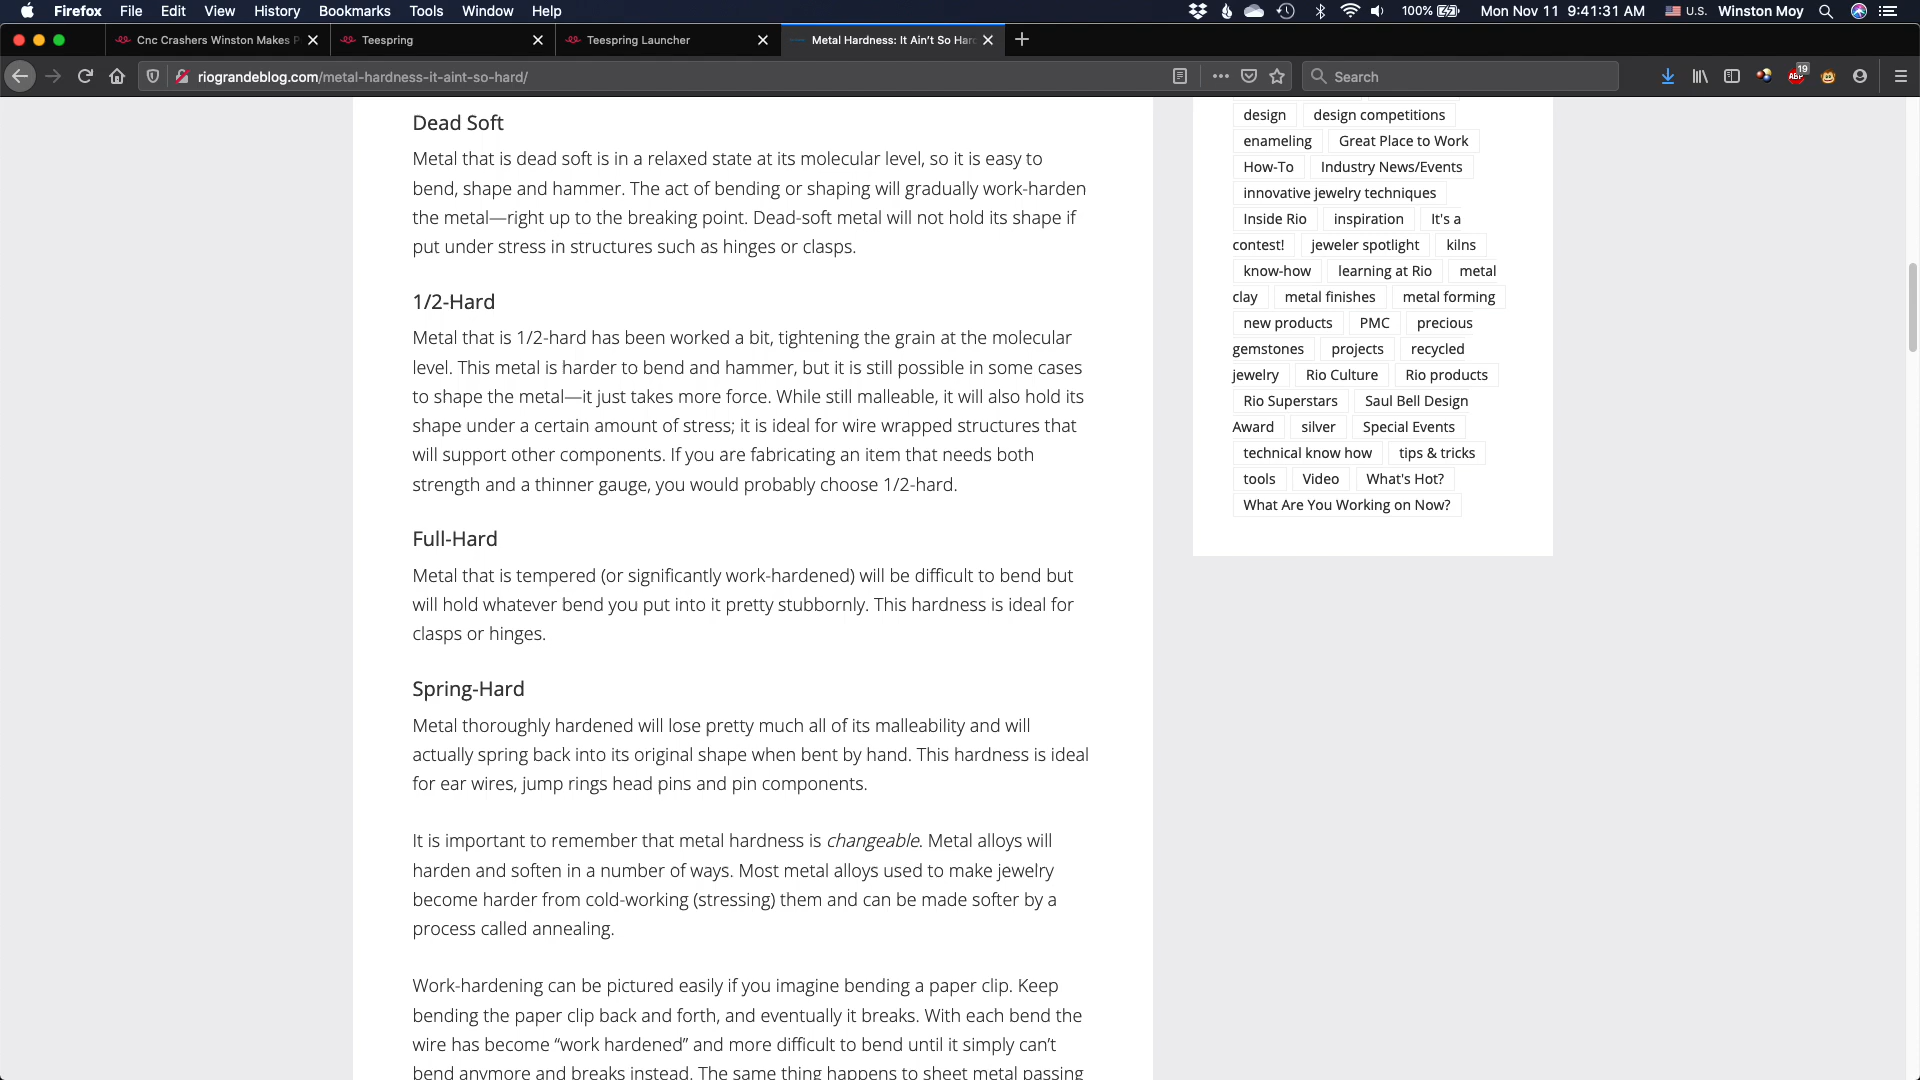 Firefox File Edit View History Bookmarks Tools Window Help 100% Mon Nov 11 9:41:31 AM U.S. Winston Moy
Cnc Crashers Winston Makes P Teespring Teespring Launcher Metal Hardness: It Ain't So Har
riograndeblog.com/metal-hardness-it-aint-so-hard/ Search 19 ABP
Dead Soft
Metal that is dead soft is in a relaxed state at its molecular level, so it is easy to
bend, shape and hammer. The act of bending or shaping will gradually work-harden
the metal—right up to the breaking point. Dead-soft metal will not hold its shape if
put under stress in structures such as hinges or clasps.
1/2-Hard
Metal that is 1/2-hard has been worked a bit, tightening the grain at the molecular
level. This metal is harder to bend and hammer, but it is still possible in some cases
to shape the metal—it just takes more force. While still malleable, it will also hold its
shape under a certain amount of stress; it is ideal for wire wrapped structures that
will support other components. If you are fabricating an item that needs both
strength and a thinner gauge, you would probably choose 1/2-hard.
Full-Hard
Metal that is tempered (or significantly work-hardened) will be difficult to bend but
will hold whatever bend you put into it pretty stubbornly. This hardness is ideal for
clasps or hinges.
Spring-Hard
Metal thoroughly hardened will lose pretty much all of its malleability and will
actually spring back into its original shape when bent by hand. This hardness is ideal
for ear wires, jump rings head pins and pin components.
It is important to remember that metal hardness is changeable. Metal alloys will
harden and soften in a number of ways. Most metal alloys used to make jewelry
become harder from cold-working (stressing) them and can be made softer by a
process called annealing.
Work-hardening can be pictured easily if you imagine bending a paper clip. Keep
bending the paper clip back and forth, and eventually it breaks. With each bend the
wire has become “work hardened” and more difficult to bend until it simply can’t
bend anymore and breaks instead. The same thing happens to sheet metal passing
design design competitions
enameling Great Place to Work
How-To Industry News/Events
innovative jewelry techniques
Inside Rio inspiration It's a
contest! jeweler spotlight kilns
know-how learning at Rio metal
clay metal finishes metal forming
new products PMC precious
gemstones projects recycled
jewelry Rio Culture Rio products
Rio Superstars Saul Bell Design
Award silver Special Events
technical know how tips & tricks
tools Video What's Hot?
What Are You Working on Now?